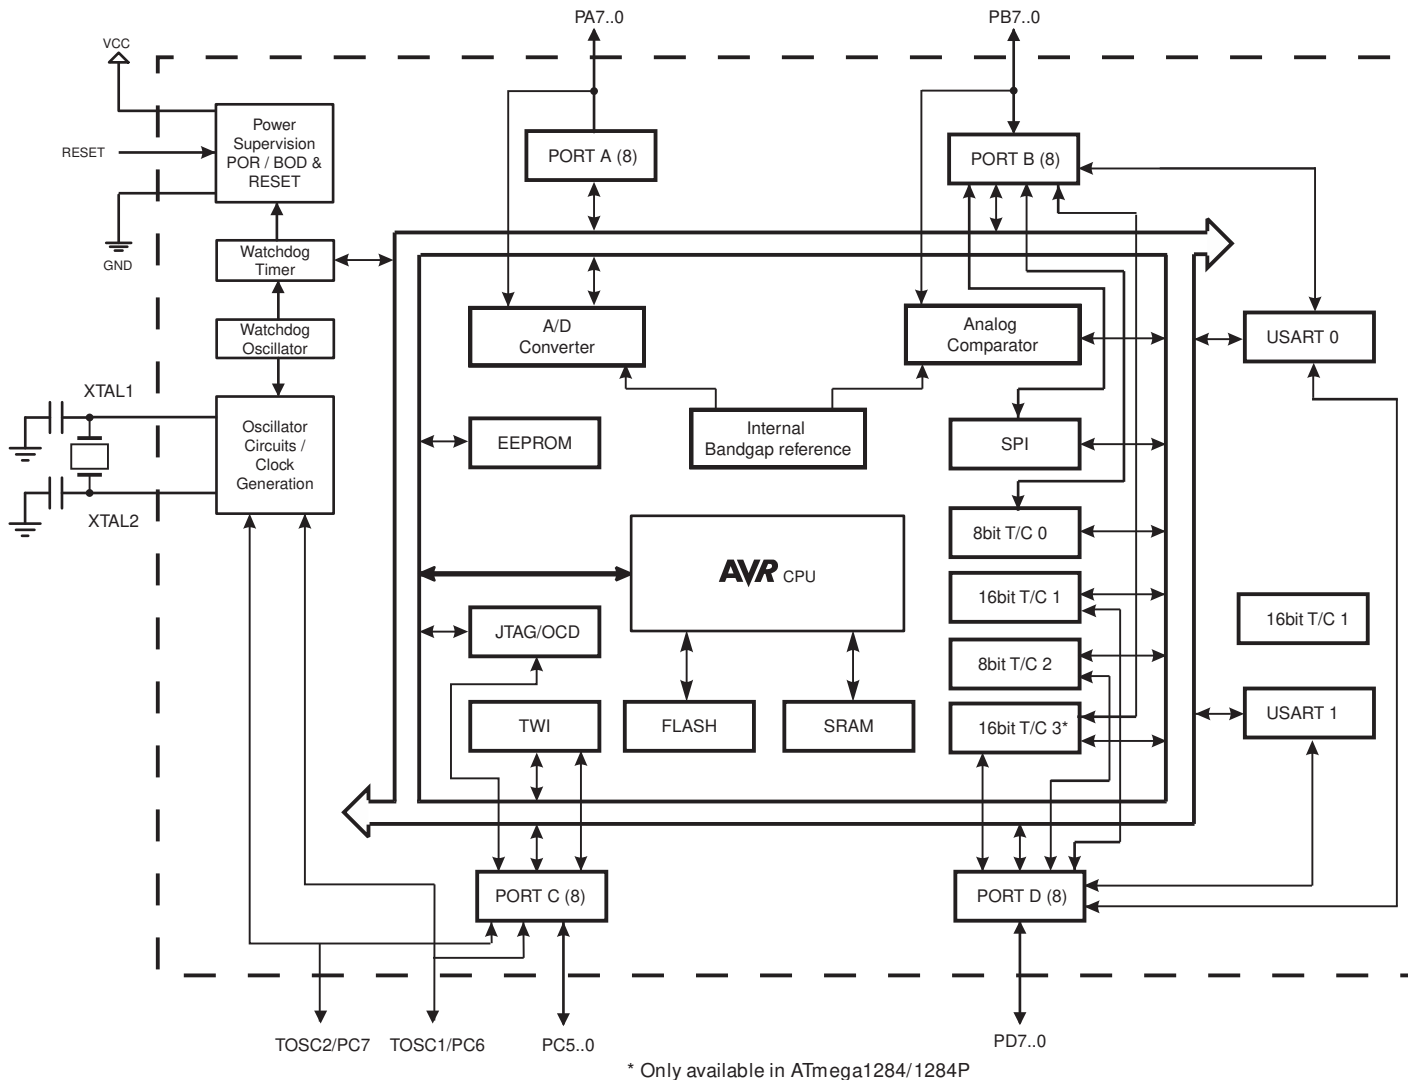 PA7..0
PB7..0
VCC
RESET
GND
Power
Supervision
POR / BOD &
RESET
PORT A (8)
PORT B (8)
Watchdog
Timer
Watchdog
Oscillator
XTAL1
XTAL2
Oscillator
Circuits /
Clock
Generation
A/D
Converter
Analog
Comparator
USART 0
EEPROM
Internal
Bandgap reference
SPI
8bit T/C 0
AVR CPU
16bit T/C 1
16bit T/C 1
JTAG/OCD
8bit T/C 2
TWI
FLASH
SRAM
16bit T/C 3*
USART 1
PORT C (8)
PORT D (8)
TOSC2/PC7
TOSC1/PC6
PC5..0
PD7..0
* Only available in ATmega1284/1284P